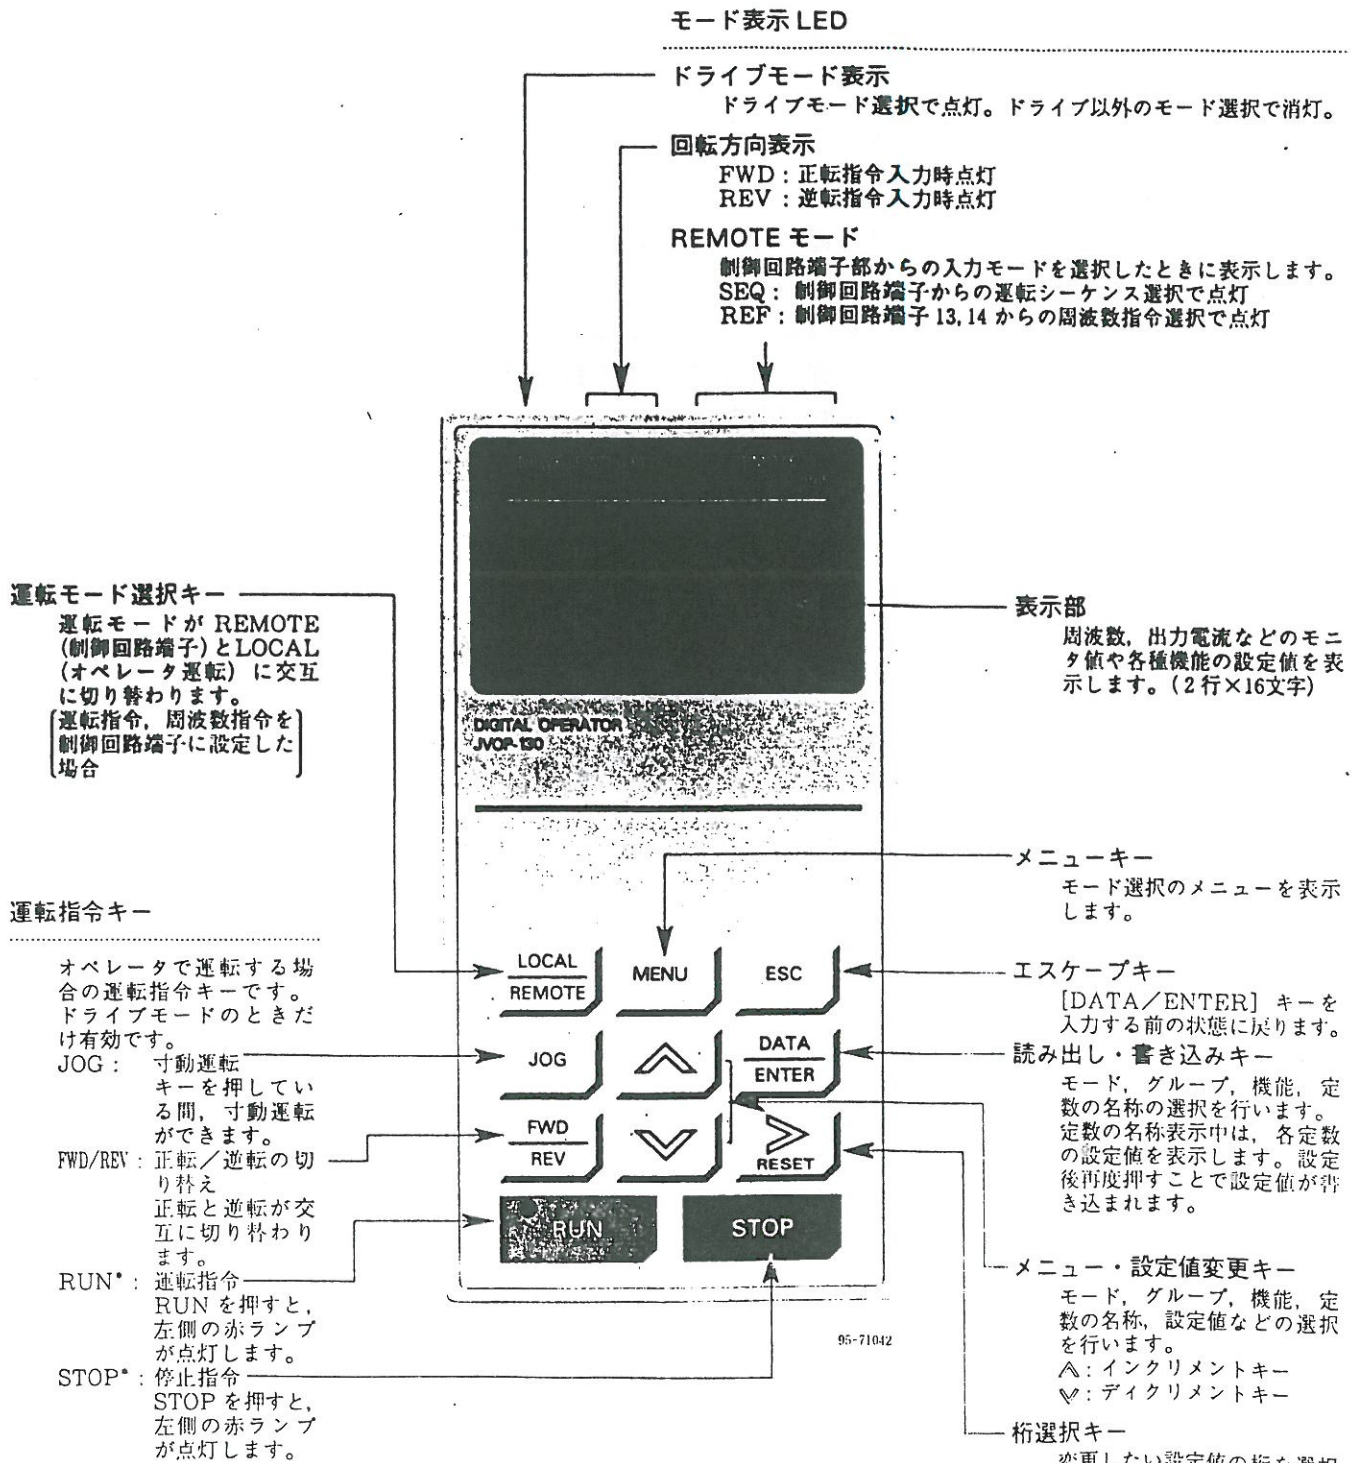 モード表示 LED
ドライブモード表示
ドライブモード選択で点灯。ドライブ以外のモード選択で消灯。
回転方向表示
FWD : 正転指令入力時点灯
REV : 逆転指令入力時点灯
REMOTE モード
制御回路端子部からの入力モードを選択したときに表示します。
SEQ : 制御回路端子からの運転シーケンス選択で点灯
REF : 制御回路端子 13, 14 からの周波数指令選択で点灯
運転モード選択キー
運転モードが REMOTE
(制御回路端子)とLOCAL
(オペレータ運転) に交互
に切り替わります。
運転指令, 周波数指令を
制御回路端子に設定した
場合
表示部
周波数, 出力電流などのモニ
タ値や各種機能の設定値を表
示します。(2行×16文字)
DIGITAL OPERATOR
JVOP-130
メニューキー
モード選択のメニューを表示
します。
運転指令キー
オペレータで運転する場
合の運転指令キーです。
ドライブモードのときだ
け有効です。
JOG : 寸動運転
キーを押してい
る間, 寸動運転
ができます。
FWD/REV : 正転/逆転の切
り替え
正転と逆転が交
互に切り替わり
ます。
RUN* : 運転指令
RUN を押すと,
左側の赤ランプ
が点灯します。
STOP* : 停止指令
STOP を押すと,
左側の赤ランプ
が点灯します。
LOCAL
REMOTE
MENU
ESC
JOG
DATA
ENTER
FWD
REV
RESET
RUN
STOP
95-71042
エスケープキー
[DATA/ENTER] キーを
入力する前の状態に戻ります。
読み出し・書き込みキー
モード, グループ, 機能, 定
数の名称の選択を行います。
定数の名称表示中は, 各定数
の設定値を表示します。設定
後再度押すことで設定値が書
き込まれます。
メニュー・設定値変更キー
モード, グループ, 機能, 定
数の名称, 設定値などの選択
を行います。
∧ : インクリメントキー
∨ : ディクリメントキー
桁選択キー
変更したい設定値の桁を選択